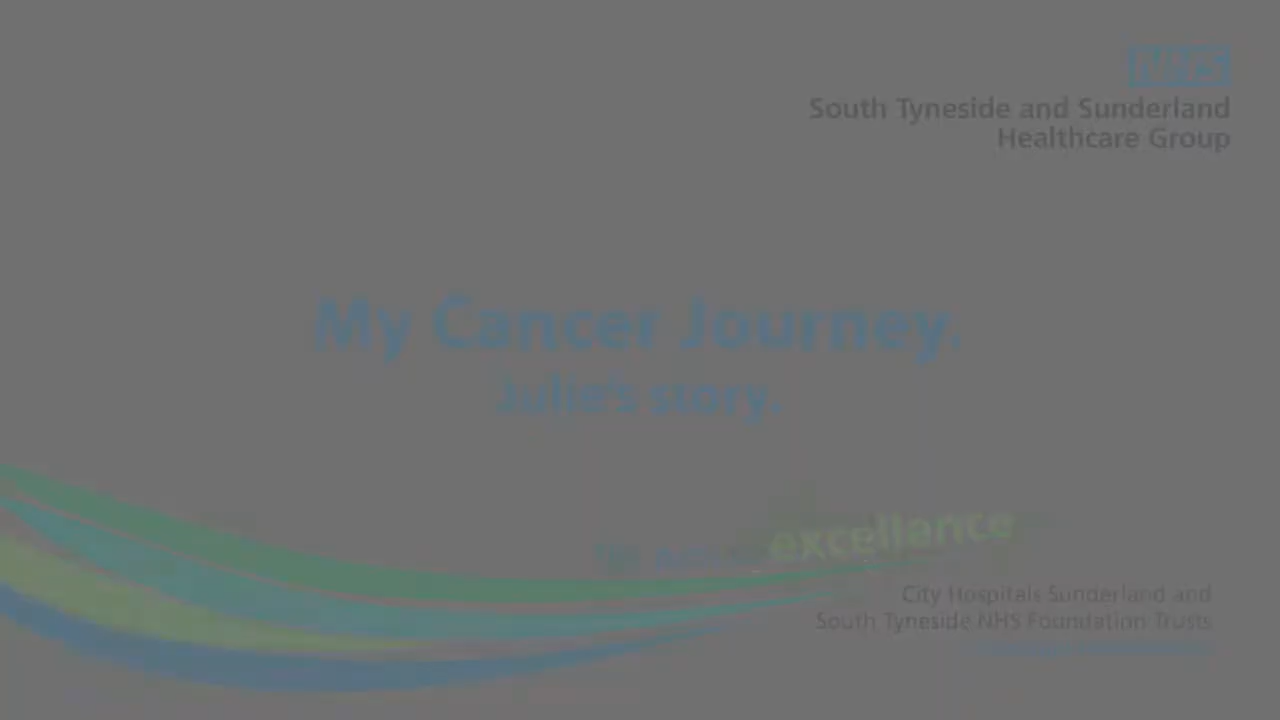 NHS
South Tyneside and Sunderland
Healthcare Group
My Cancer Journey.
Julie's story.
excellence
City Hospitals Sunderland and
South Tyneside NHS Foundation Trusts